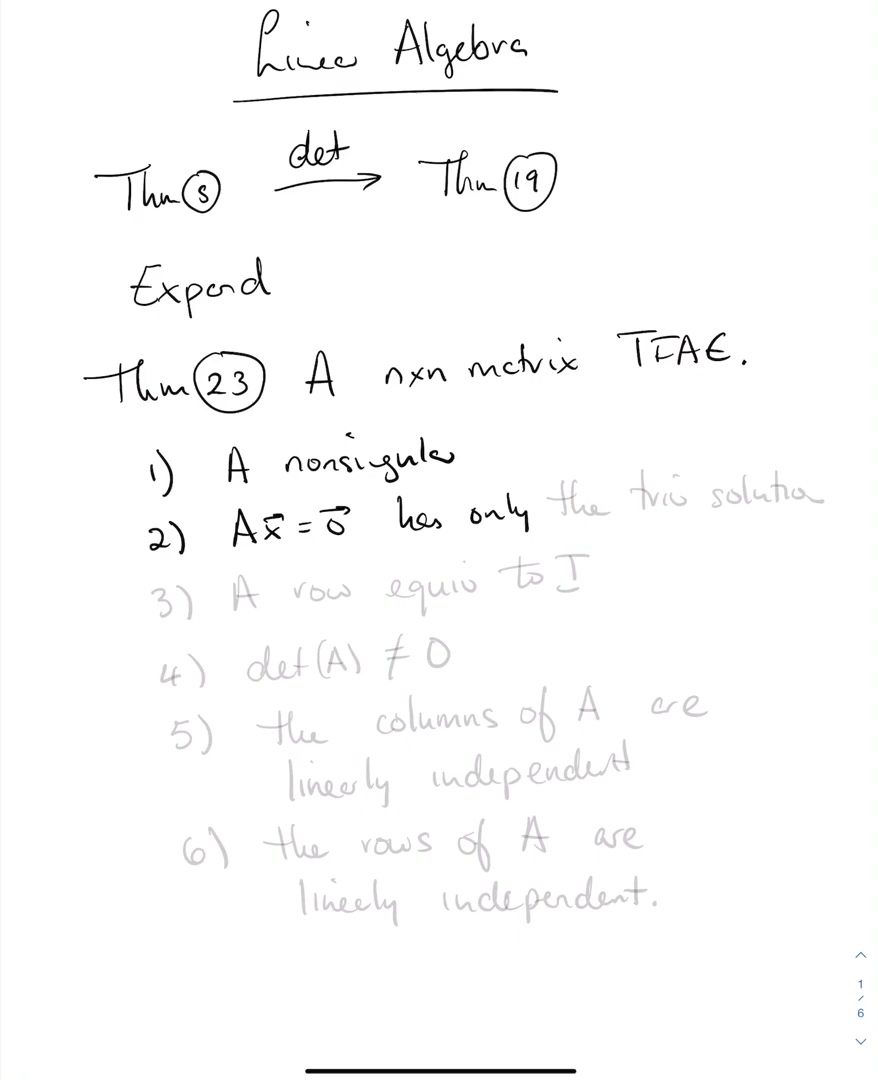 Linear Algebra
Thm 8 det → Thm 19
Expand
Thm 23 A nxn matrix TFAE.
1) A nonsingular
2) Ax⃗ = 0⃗ has only the triv solution
3) A row equiv to I
4) det(A) ≠ 0
5) the columns of A are
linearly independent
6) the rows of A are
linearly independent.
1
/
6